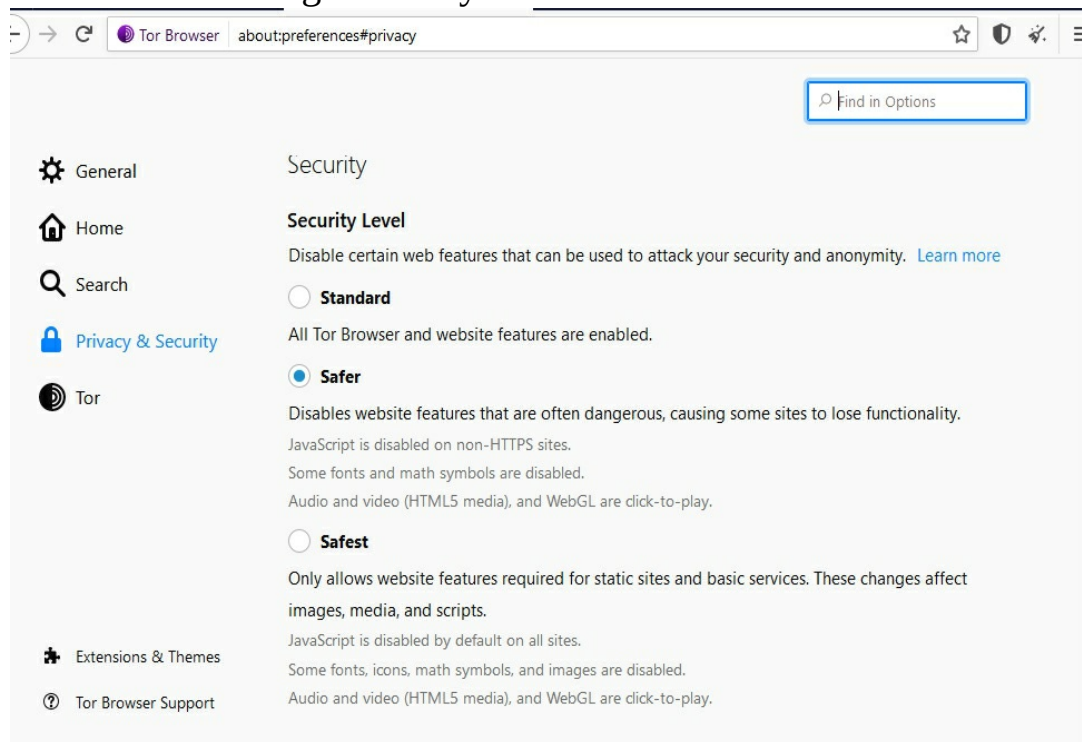 Tor Browser about:preferences#privacy
Find in Options
General
Home
Search
Privacy & Security
Tor
Extensions & Themes
Tor Browser Support
Security
Security Level
Disable certain web features that can be used to attack your security and anonymity. Learn more
Standard
All Tor Browser and website features are enabled.
Safer
Disables website features that are often dangerous, causing some sites to lose functionality.
JavaScript is disabled on non-HTTPS sites.
Some fonts and math symbols are disabled.
Audio and video (HTML5 media), and WebGL are click-to-play.
Safest
Only allows website features required for static sites and basic services. These changes affect
images, media, and scripts.
JavaScript is disabled by default on all sites.
Some fonts, icons, math symbols, and images are disabled.
Audio and video (HTML5 media), and WebGL are click-to-play.